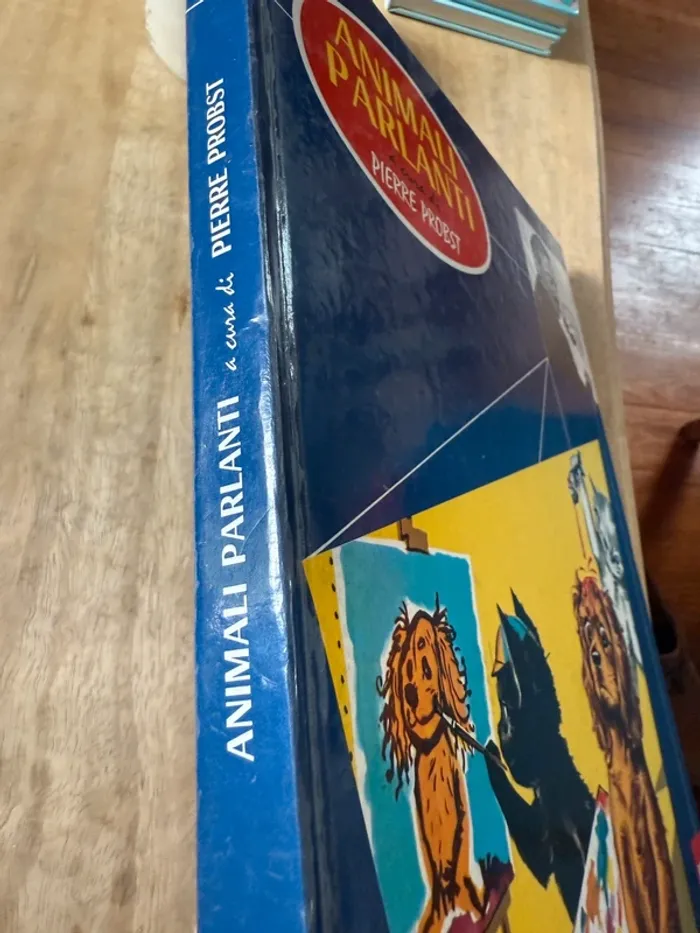 ANIMALI PARLANTI a cura di PIERRE PROBST
ANIMALI
PARLANTI
a cura di
PIERRE PROBST